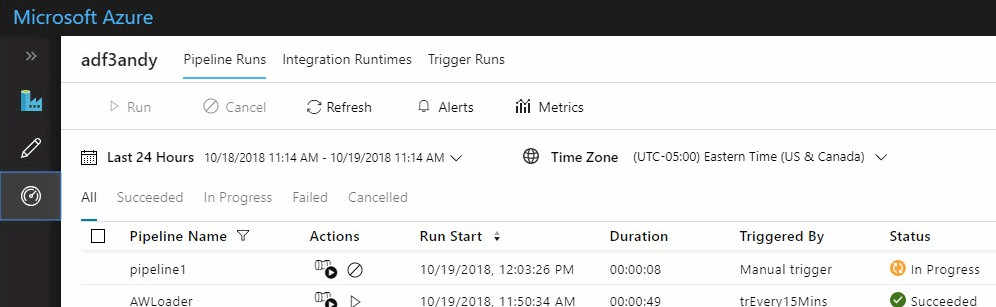 Microsoft Azure
adf3andy Pipeline Runs Integration Runtimes Trigger Runs
Run Cancel Refresh Alerts Metrics
Last 24 Hours 10/18/2018 11:14 AM - 10/19/2018 11:14 AM Time Zone (UTC-05:00) Eastern Time (US & Canada)
All Succeeded In Progress Failed Cancelled
Pipeline Name Actions Run Start Duration Triggered By Status
pipeline1 10/19/2018, 12:03:26 PM 00:00:08 Manual trigger In Progress
AWLoader 10/19/2018, 11:50:34 AM 00:00:49 trEvery15Mins Succeeded